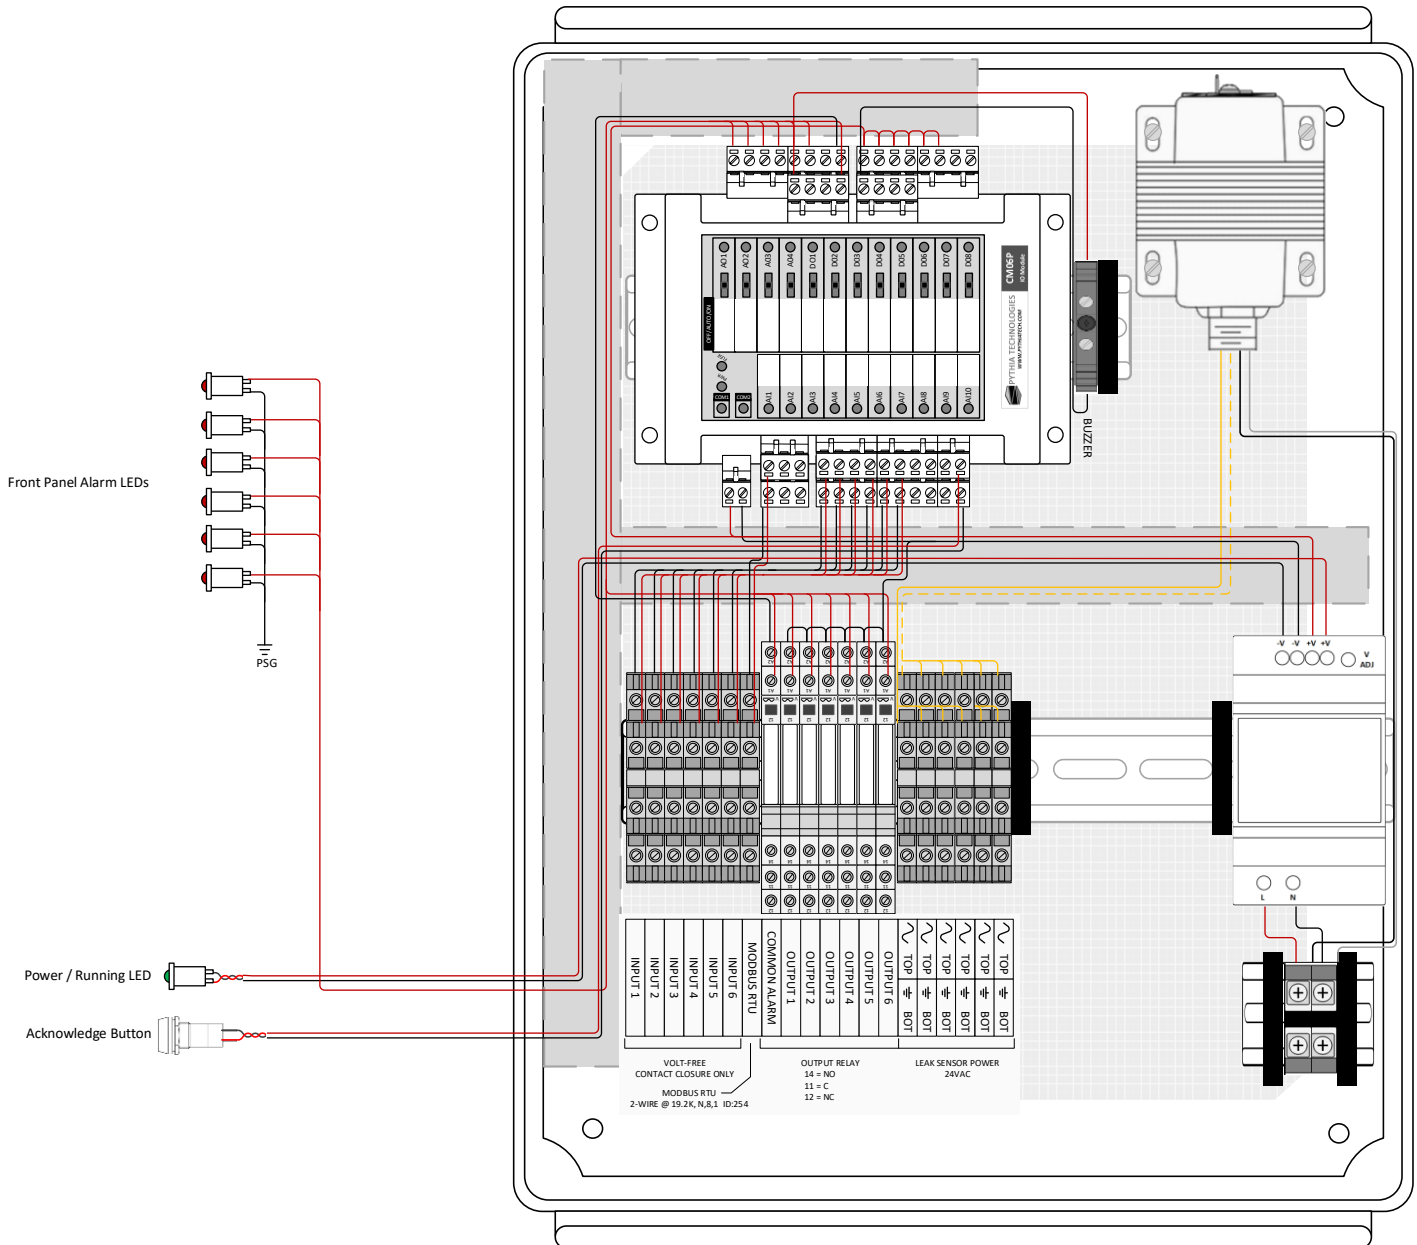 AO1
AO2
AO3
AO4
DO1
DO2
DO3
DO4
DO5
DO6
DO7
DO8
OFF / AUTO / ON
CM06P
IO Module
PYTHIA TECHNOLOGIES
WWW.PYTHIATECH.COM
COM1
COM2
AI1
AI2
AI3
AI4
AI5
AI6
AI7
AI8
AI9
AI10
BUZZER
Front Panel Alarm LEDs
PSG
-V
-V
+V
+V
V
ADJ
L
N
Power / Running LED
Acknowledge Button
INPUT 1
INPUT 2
INPUT 3
INPUT 4
INPUT 5
INPUT 6
MODBUS RTU
COMMON ALARM
OUTPUT 1
OUTPUT 2
OUTPUT 3
OUTPUT 4
OUTPUT 5
OUTPUT 6
TOP
TOP
TOP
TOP
TOP
TOP
BOT
BOT
BOT
BOT
BOT
BOT
VOLT-FREE
CONTACT CLOSURE ONLY
MODBUS RTU
2-WIRE @ 19.2K, N,8,1 ID:254
OUTPUT RELAY
14 = NO
11 = C
12 = NC
LEAK SENSOR POWER
24VAC